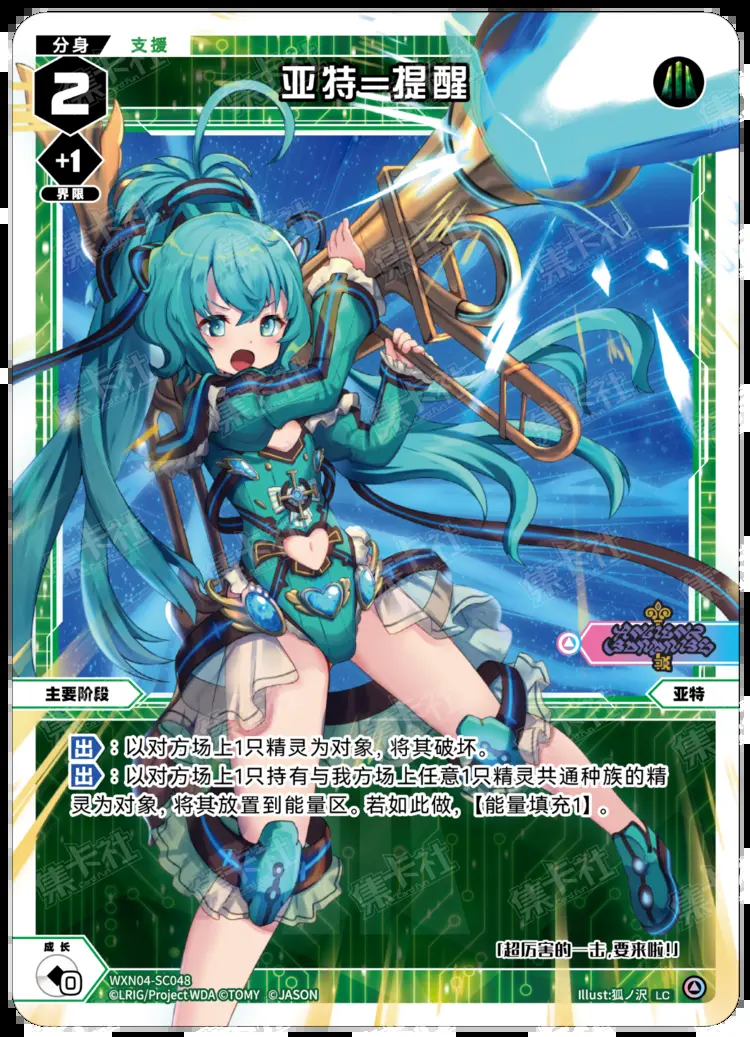 分身 支援
2
亚特=提醒
+1
界限
主要阶段
亚特
出:以对方场上1只精灵为对象,将其破坏。
出:以对方场上1只持有与我方场上任意1只精灵共通种族的精
灵为对象,将其放置到能量区。若如此做,【能量填充1】。
「超厉害的一击,要来啦!」
成长
0
WXN04-SC048
©LRIG/Project WDA ©TOMY ©JASON
Illust:狐ノ沢 LC
集卡社